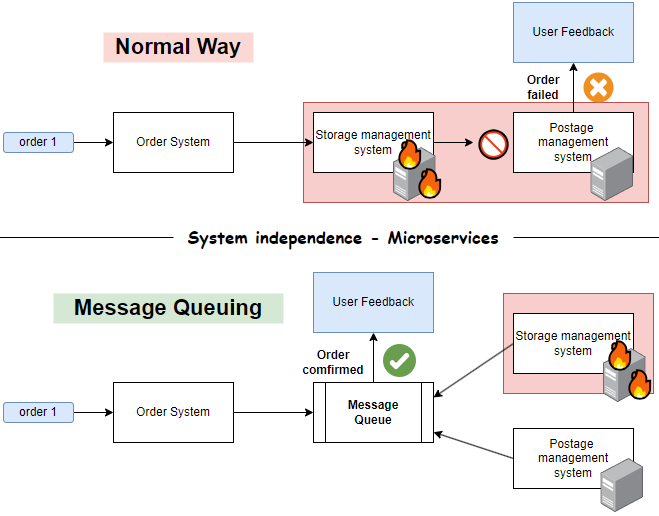 Normal Way
User Feedback
Order
failed
order 1
Order System
Storage management
system
Postage
management
system
System independence - Microservices
Message Queuing
User Feedback
Order
comfirmed
Storage management
system
order 1
Order System
Message
Queue
Postage
management
system